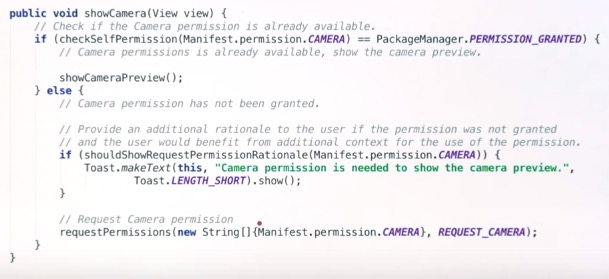 public void showCamera(View view) {
// Check if the Camera permission is already available.
if (checkSelfPermission(Manifest.permission.CAMERA) == PackageManager.PERMISSION_GRANTED) {
// Camera permissions is already available, show the camera preview.
showCameraPreview();
} else {
// Camera permission has not been granted.
// Provide an additional rationale to the user if the permission was not granted
// and the user would benefit from additional context for the use of the permission.
if (shouldShowRequestPermissionRationale(Manifest.permission.CAMERA)) {
Toast.makeText(this, "Camera permission is needed to show the camera preview.",
Toast.LENGTH_SHORT).show();
}
// Request Camera permission
requestPermissions(new String[]{Manifest.permission.CAMERA}, REQUEST_CAMERA);
}
}